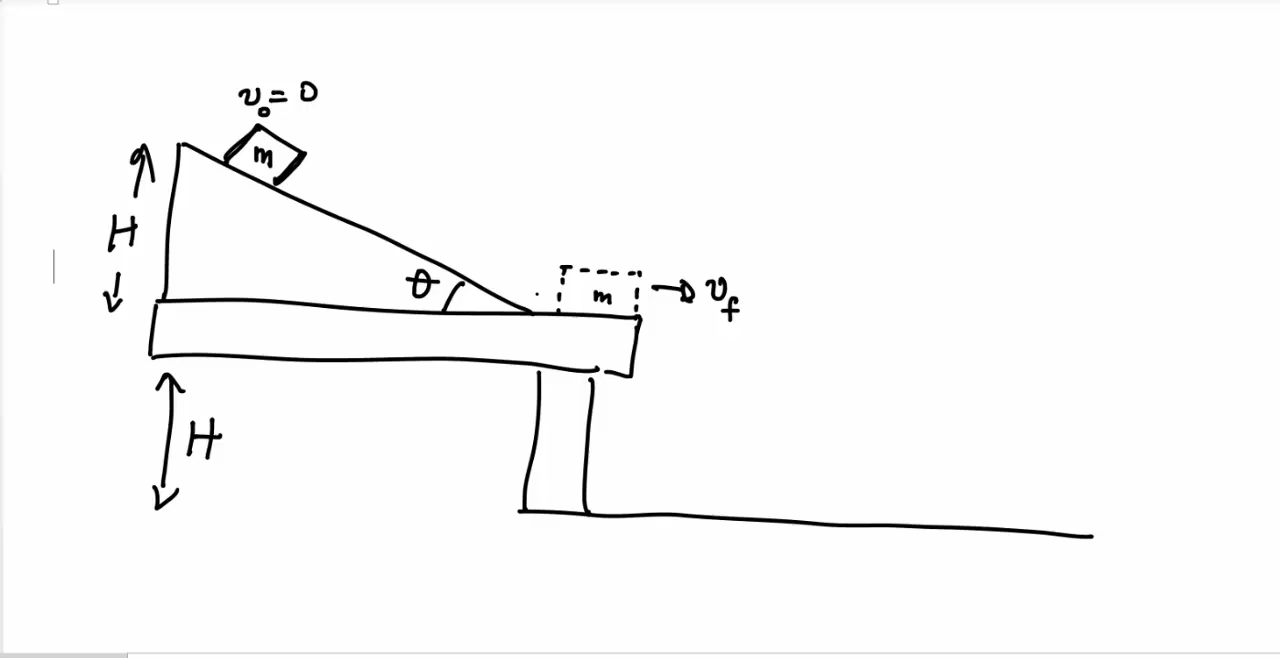 v₀ = 0
m
H
θ
m
v_f
H